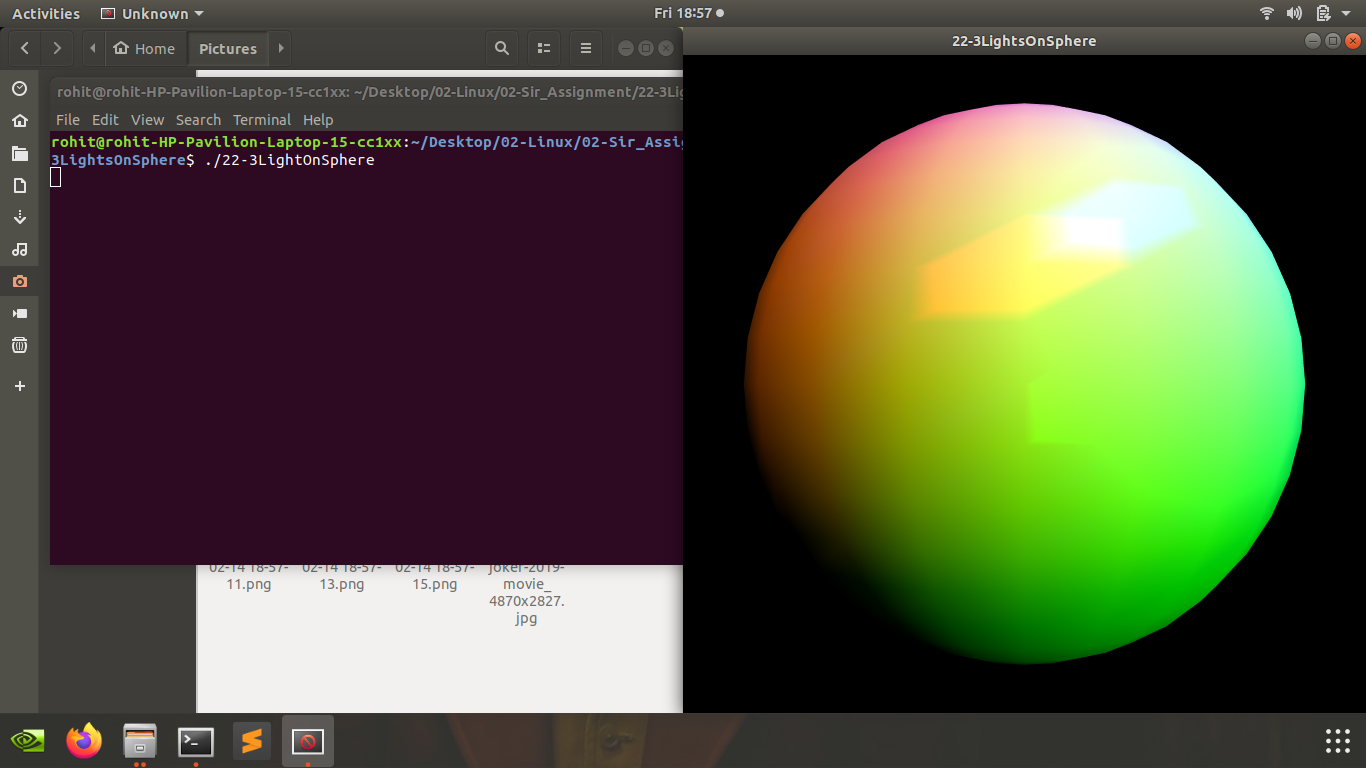 Activities
Unknown
Fri 18:57
Home
Pictures
22-3LightsOnSphere
rohit@rohit-HP-Pavilion-Laptop-15-cc1xx: ~/Desktop/02-Linux/02-Sir_Assignment/22-3Lig
File Edit View Search Terminal Help
rohit@rohit-HP-Pavilion-Laptop-15-cc1xx:~/Desktop/02-Linux/02-Sir_Assig
3LightsOnSphere$ ./22-3LightOnSphere
02-14 18-57-
11.png
02-14 18-57-
13.png
02-14 18-57-
15.png
joker-2019-
movie_
4870x2827.
jpg